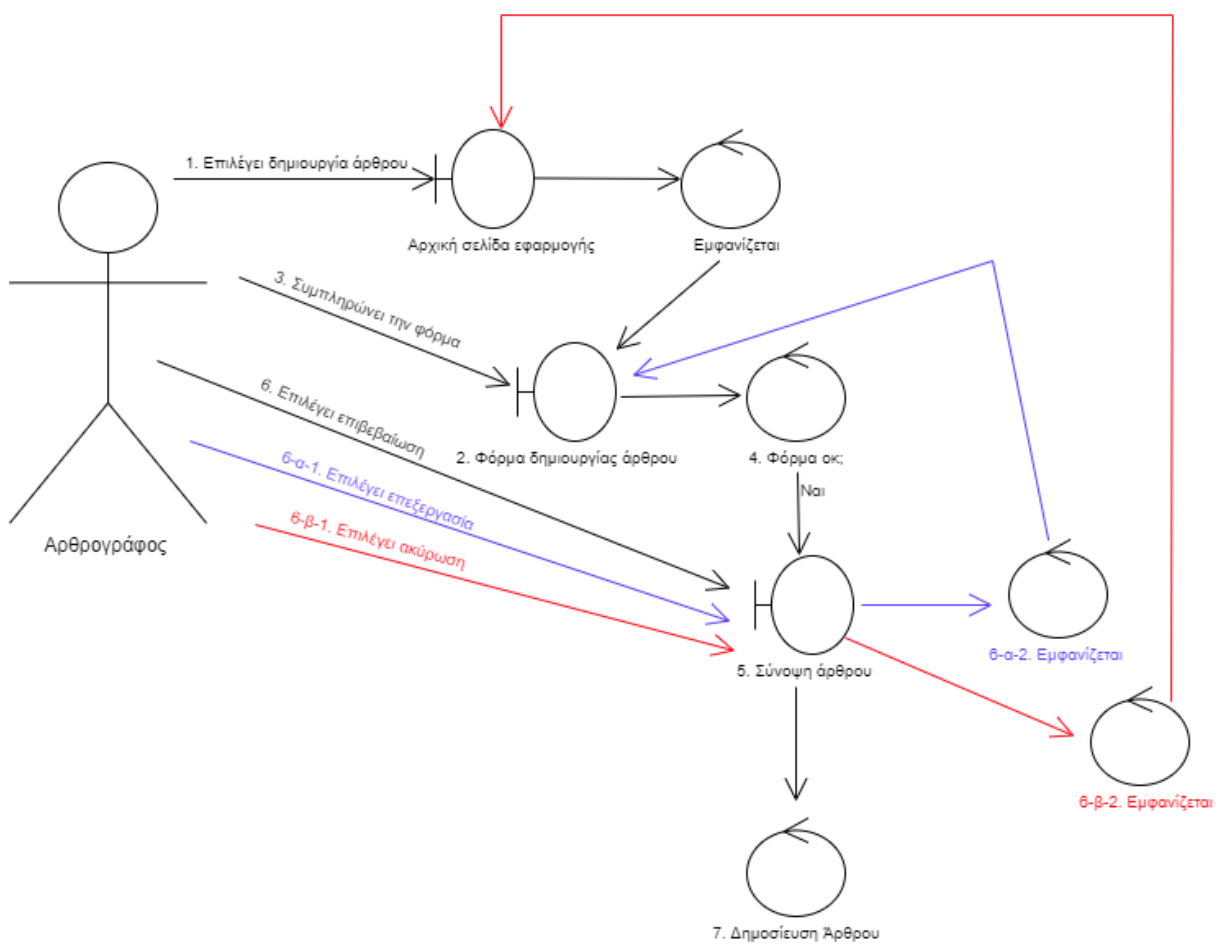 1. Επιλέγει δημιουργία άρθρου
Αρχική σελίδα εφαρμογής
Εμφανίζεται
3. Συμπληρώνει την φόρμα
6. Επιλέγει επιβεβαίωση
2. Φόρμα δημιουργίας άρθρου
4. Φόρμα οκ;
Ναι
6-α-1. Επιλέγει επεξεργασία
6-β-1. Επιλέγει ακύρωση
Αρθρογράφος
5. Σύνοψη άρθρου
6-α-2. Εμφανίζεται
6-β-2. Εμφανίζεται
7. Δημοσίευση Άρθρου